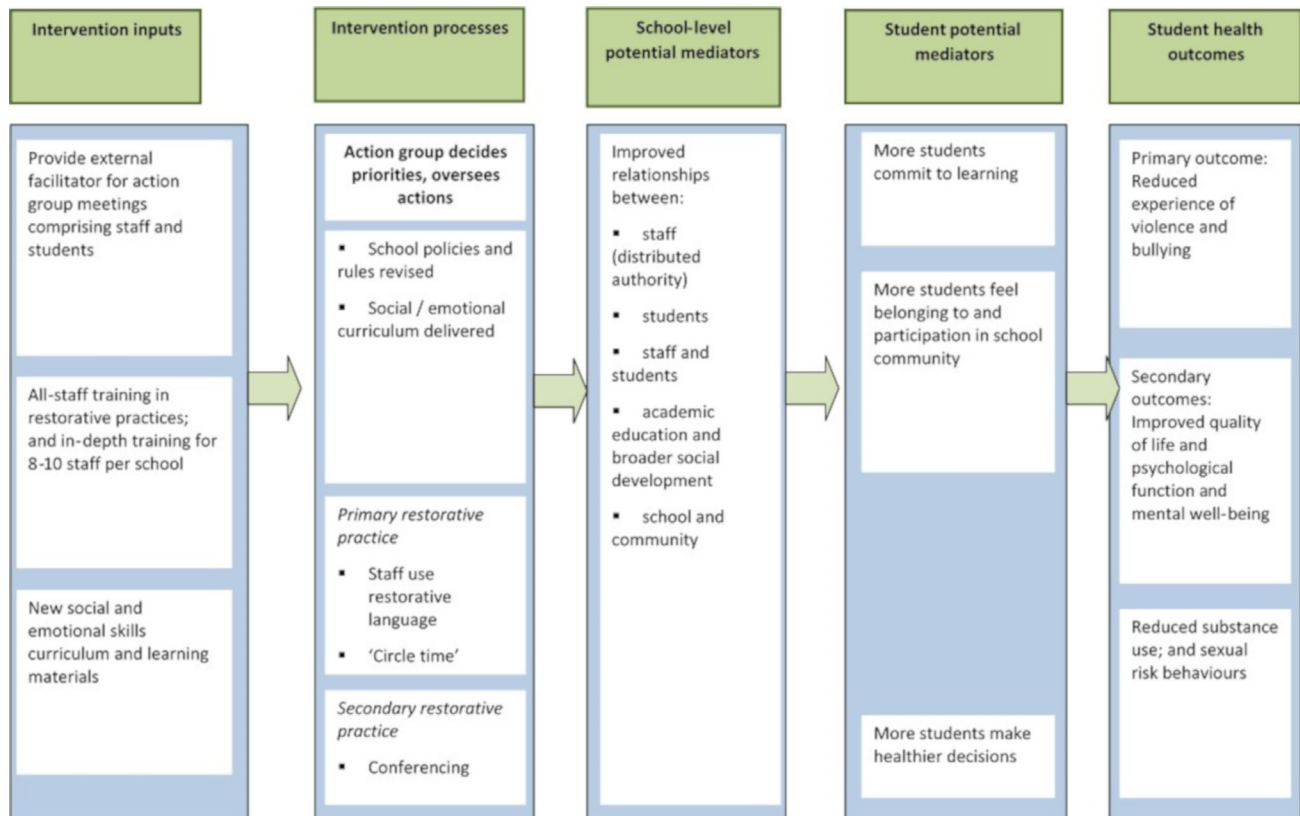 Intervention inputs
Provide external
facilitator for action
group meetings
comprising staff and
students
All-staff training in
restorative practices;
and in-depth training for
8-10 staff per school
New social and
emotional skills
curriculum and learning
materials
Intervention processes
Action group decides
priorities, oversees
actions
▪ School policies and
rules revised
▪ Social / emotional
curriculum delivered
Primary restorative
practice
▪ Staff use
restorative
language
▪ ‘Circle time’
Secondary restorative
practice
▪ Conferencing
School-level
potential mediators
Improved
relationships
between:
▪ staff
(distributed
authority)
▪ students
▪ staff and
students
▪ academic
education and
broader social
development
▪ school and
community
Student potential
mediators
More students
commit to learning
More students feel
belonging to and
participation in school
community
More students make
healthier decisions
Student health
outcomes
Primary outcome:
Reduced
experience of
violence and
bullying
Secondary
outcomes:
Improved quality
of life and
psychological
function and
mental well-being
Reduced substance
use; and sexual
risk behaviours